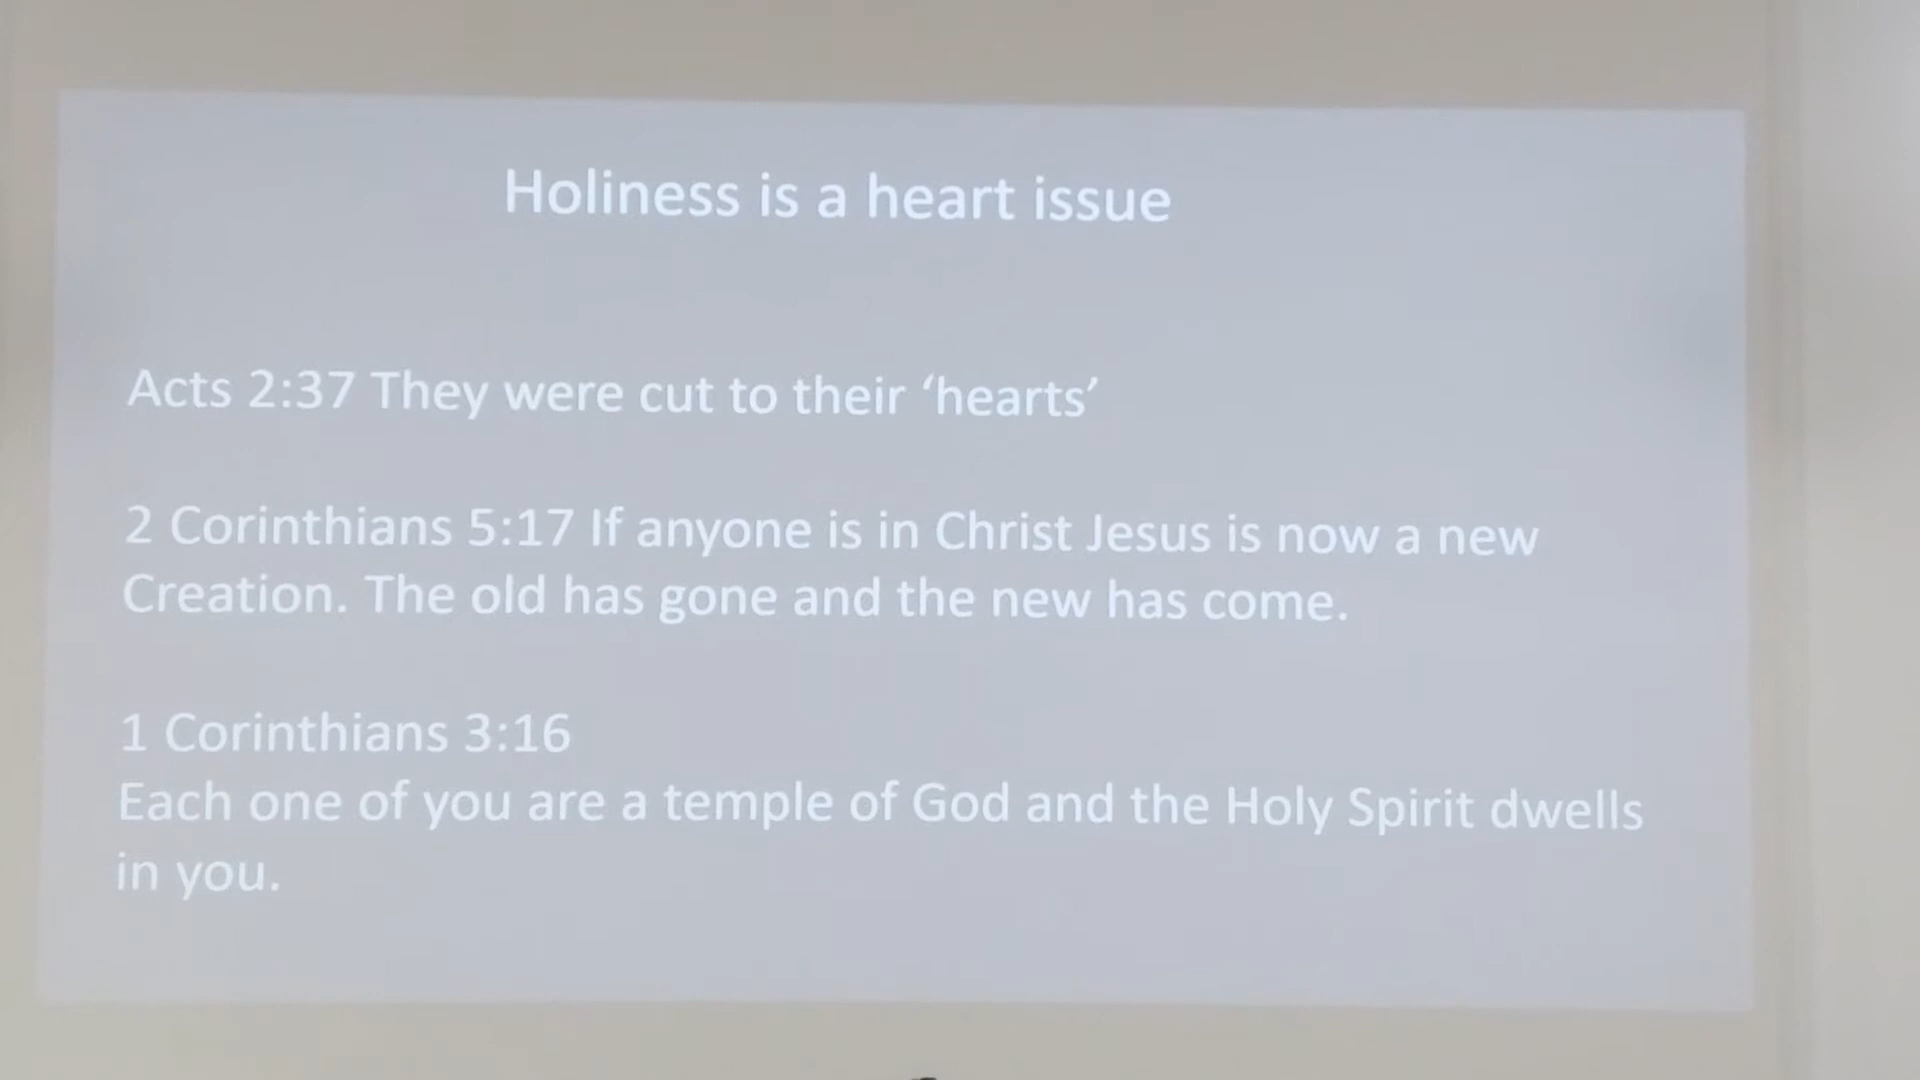 Holiness is a heart issue
Acts 2:37 They were cut to their ‘hearts’
2 Corinthians 5:17 If anyone is in Christ Jesus is now a new
Creation. The old has gone and the new has come.
1 Corinthians 3:16
Each one of you are a temple of God and the Holy Spirit dwells
in you.